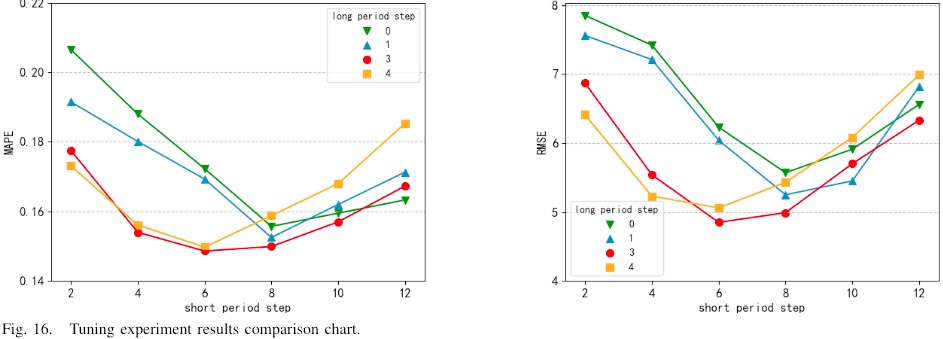 0.22
0.20
0.18
0.16
0.14
MAPE
2 4 6 8 10 12
short period step
long period step
0
1
3
4
8
7
6
5
4
RMSE
long period step
0
1
3
4
2 4 6 8 10 12
short period step
Fig. 16. Tuning experiment results comparison chart.